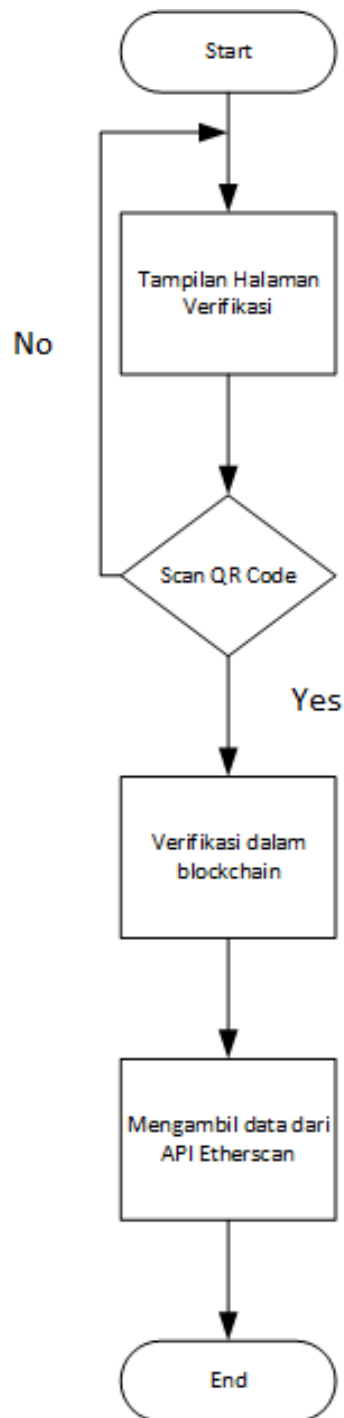 Start
Tampilan Halaman
Verifikasi
No
Scan QR Code
Yes
Verifikasi dalam
blockchain
Mengambil data dari
API Etherscan
End